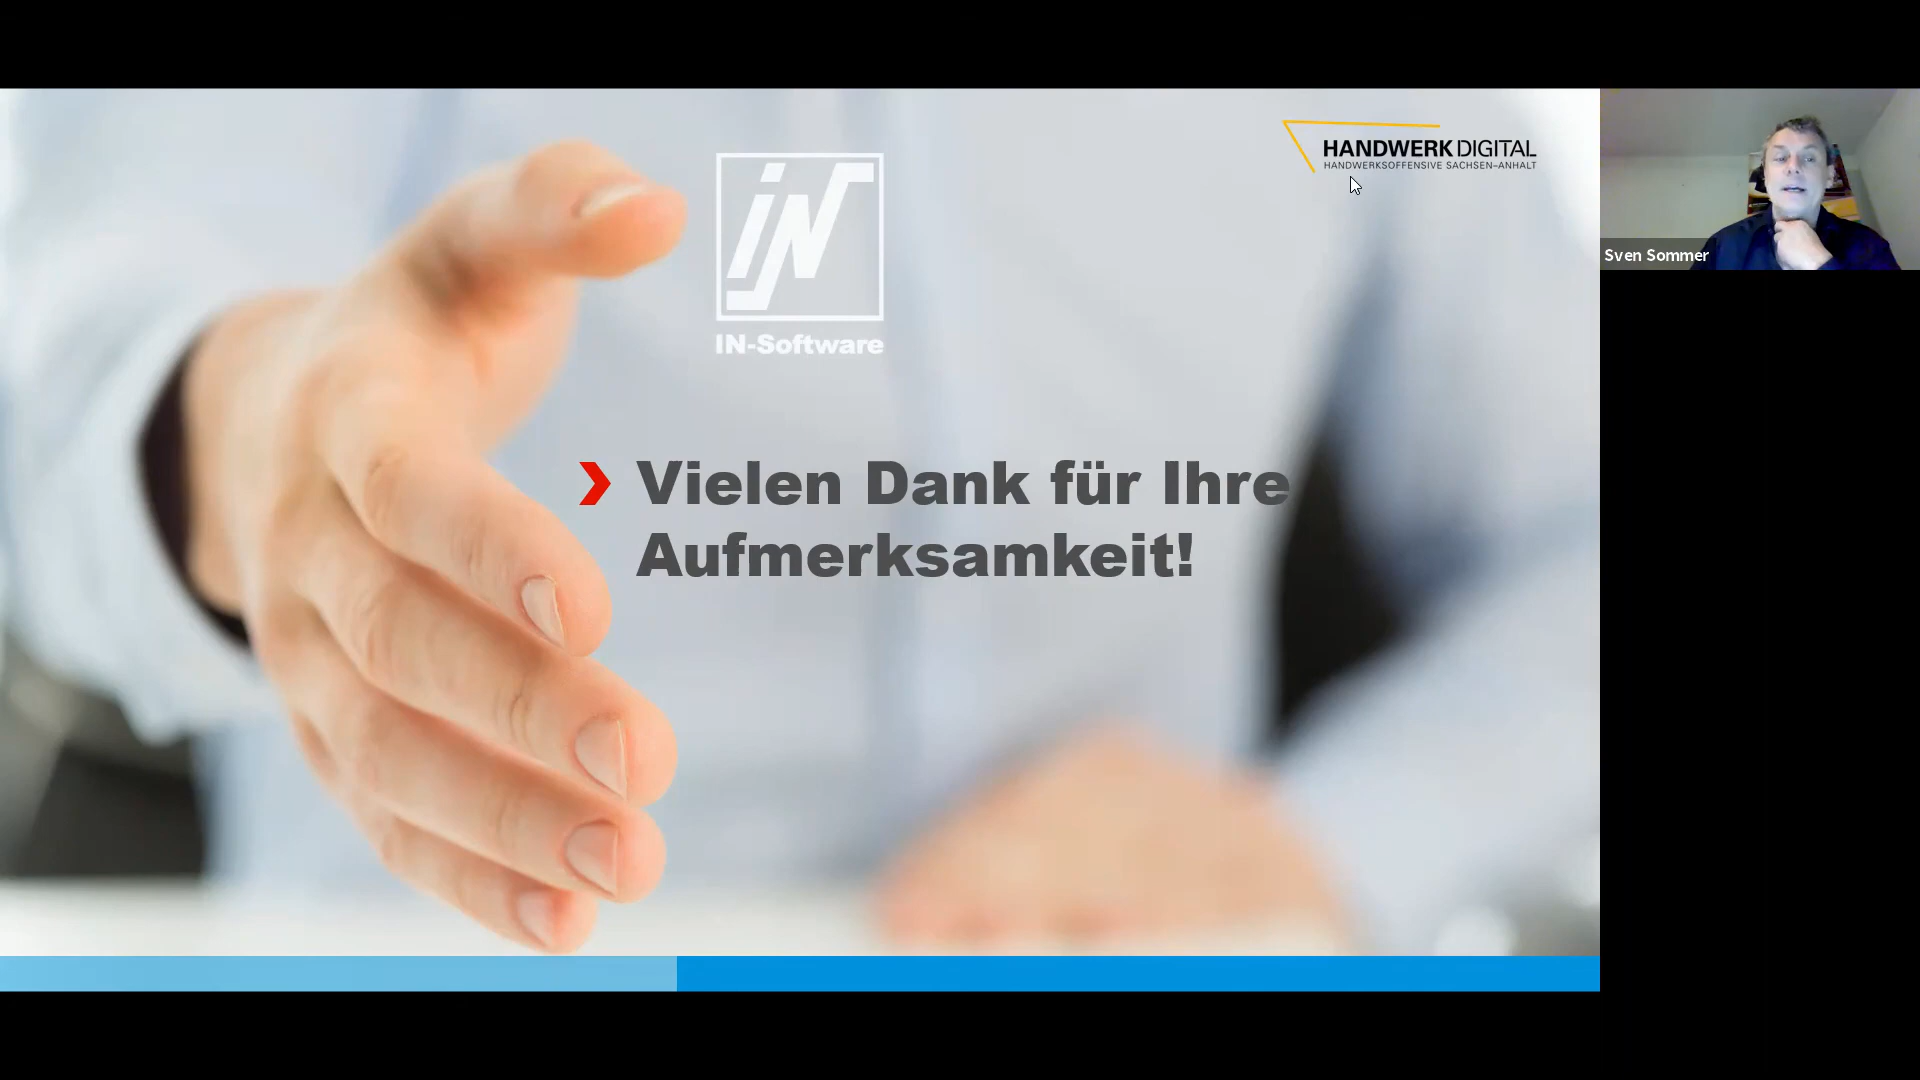 HANDWERK DIGITAL
HANDWERKSOFFENSIVE SACHSEN-ANHALT
IN
IN-Software
Sven Sommer
Vielen Dank für Ihre
Aufmerksamkeit!